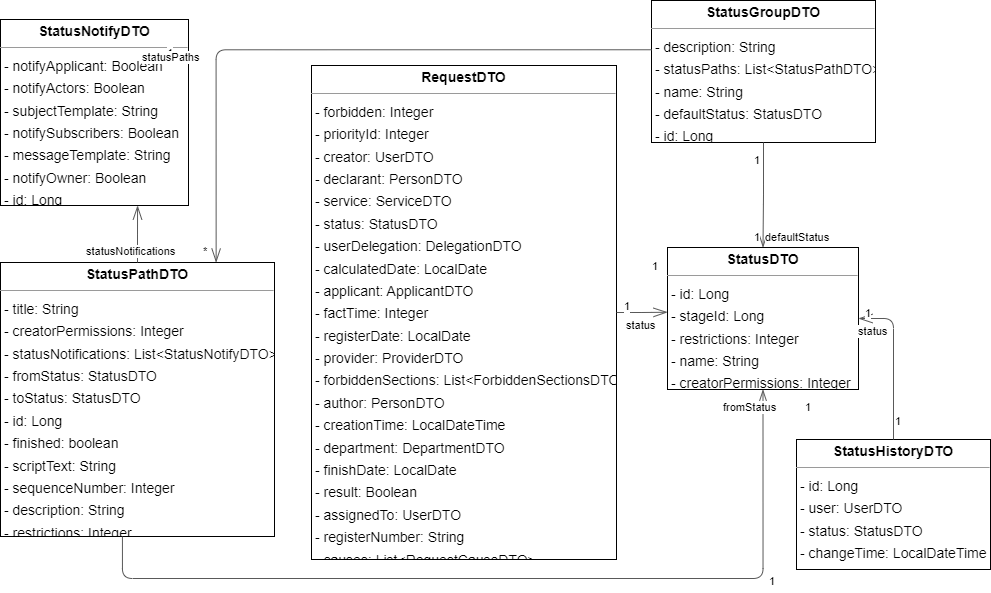 StatusNotifyDTO
- notifyApplicant: Boolean
- notifyActors: Boolean
- subjectTemplate: String
- notifySubscribers: Boolean
- messageTemplate: String
- notifyOwner: Boolean
- id: Long
statusPaths
*
statusNotifications
StatusPathDTO
- title: String
- creatorPermissions: Integer
- statusNotifications: List<StatusNotifyDTO>
- fromStatus: StatusDTO
- toStatus: StatusDTO
- id: Long
- finished: boolean
- scriptText: String
- sequenceNumber: Integer
- description: String
- restrictions: Integer
RequestDTO
- forbidden: Integer
- priorityId: Integer
- creator: UserDTO
- declarant: PersonDTO
- service: ServiceDTO
- status: StatusDTO
- userDelegation: DelegationDTO
- calculatedDate: LocalDate
- applicant: ApplicantDTO
- factTime: Integer
- registerDate: LocalDate
- provider: ProviderDTO
- forbiddenSections: List<ForbiddenSectionsDTO
- author: PersonDTO
- creationTime: LocalDateTime
- department: DepartmentDTO
- finishDate: LocalDate
- result: Boolean
- assignedTo: UserDTO
- registerNumber: String
- causes: List<RequestCauseDTO>
StatusGroupDTO
- description: String
- statusPaths: List<StatusPathDTO>
- name: String
- defaultStatus: StatusDTO
- id: Long
1
1 defaultStatus
1
1
status
StatusDTO
- id: Long
- stageId: Long
- restrictions: Integer
- name: String
- creatorPermissions: Integer
fromStatus 1
1
1
status
1
StatusHistoryDTO
- id: Long
- user: UserDTO
- status: StatusDTO
- changeTime: LocalDateTime